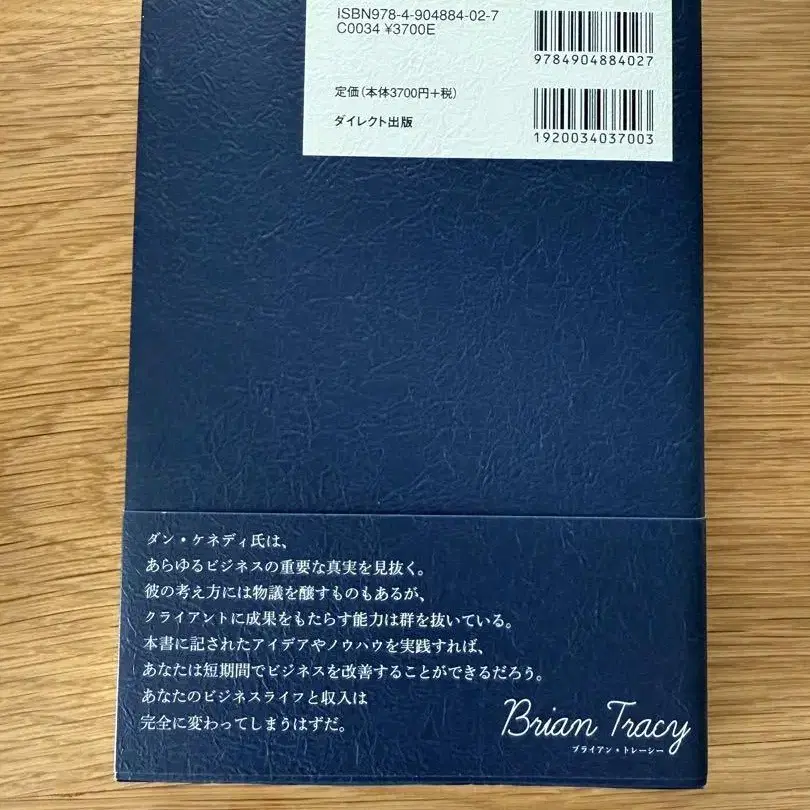 ISBN978-4-904884-02-7
C0034 ¥3700E
9784904884027
定価(本体3700円+税)
ダイレクト出版
1920034037003
ダン・ケネディ氏は、
あらゆるビジネスの重要な真実を見抜く。
彼の考え方には物議を醸すものもあるが、
クライアントに成果をもたらす能力は群を抜いている。
本書に記されたアイデアやノウハウを実践すれば、
あなたは短期間でビジネスを改善することができるだろう。
あなたのビジネスライフと収入は
完全に変わってしまうはずだ。
Brian Tracy
ブライアン・トレーシー